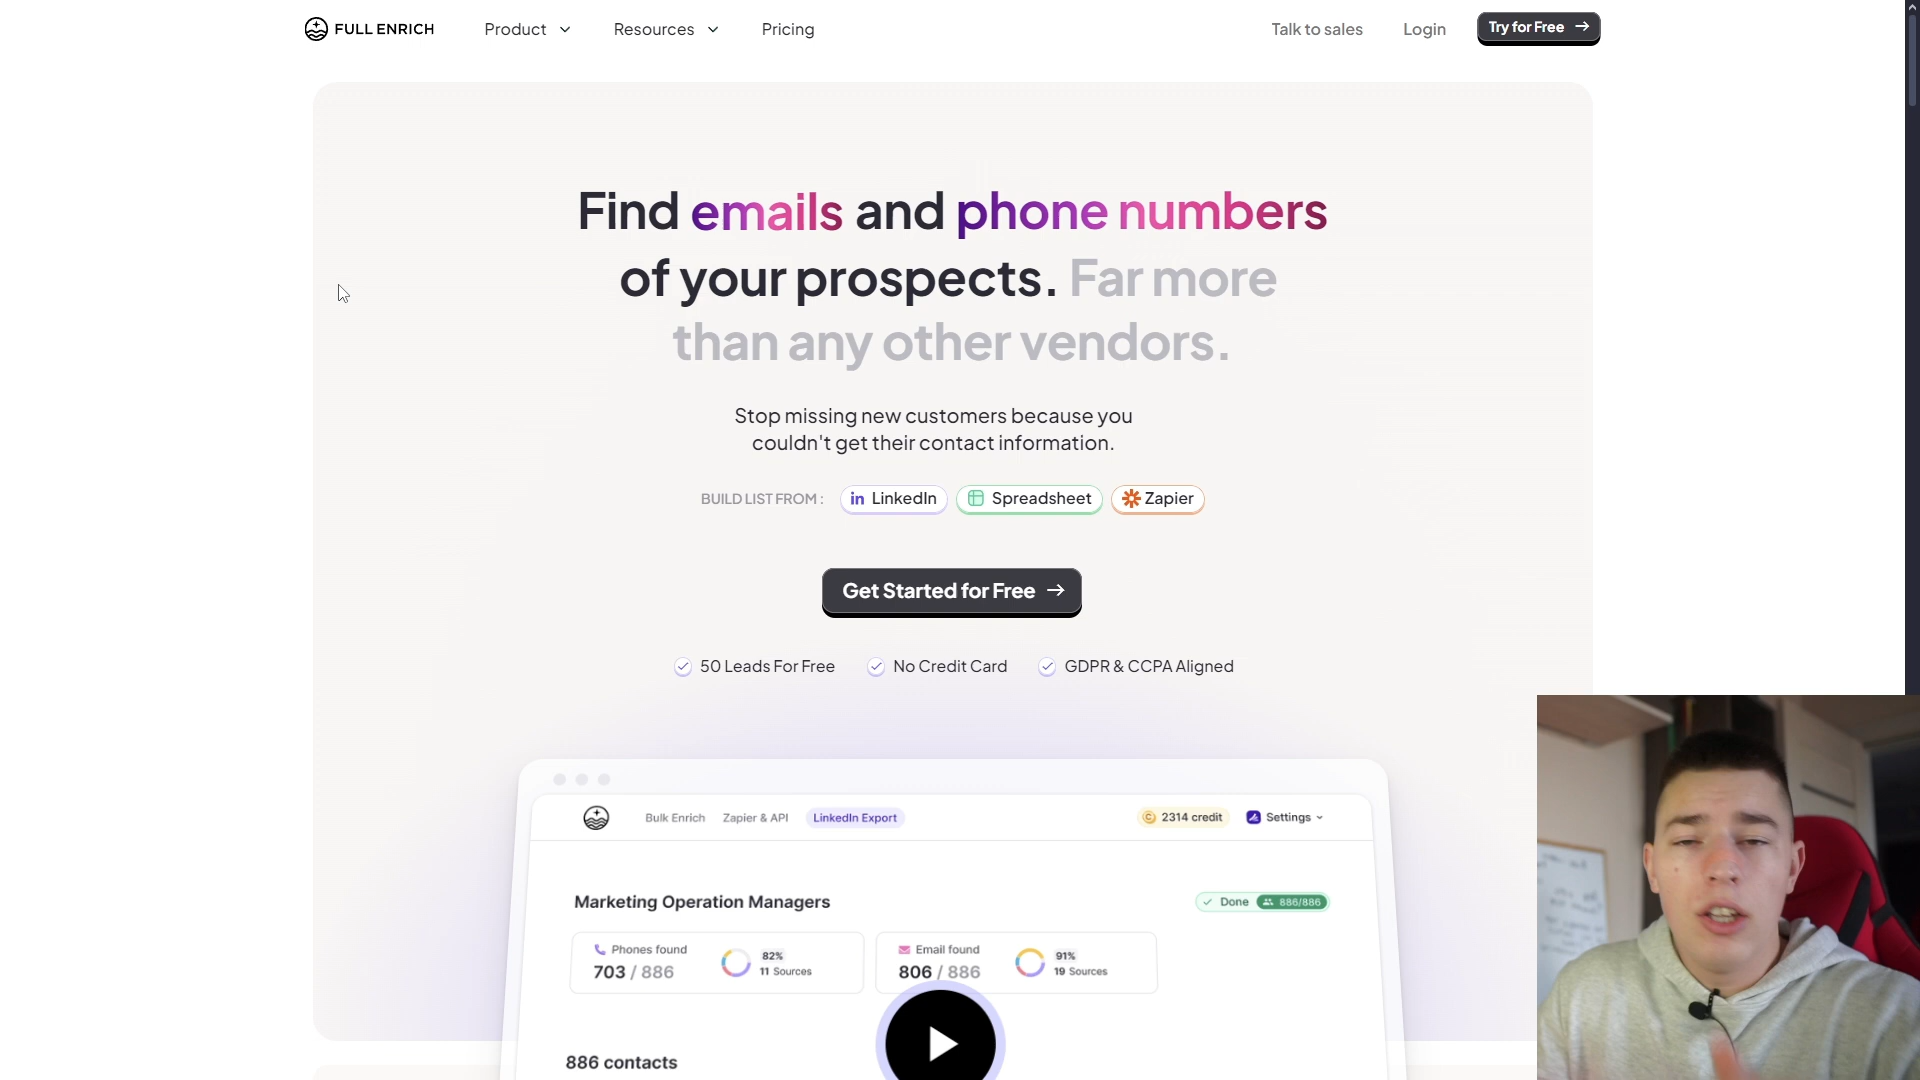 FULL ENRICH
Product
Resources
Pricing
Talk to sales
Login
Try for Free
Find emails and phone numbers
of your prospects. Far more
than any other vendors.
Stop missing new customers because you
couldn't get their contact information.
BUILD LIST FROM :
in LinkedIn
Spreadsheet
Zapier
Get Started for Free
50 Leads For Free
No Credit Card
GDPR & CCPA Aligned
Bulk Enrich
Zapier & API
LinkedIn Export
2314 credit
Settings
Marketing Operation Managers
Done 886/886
Phones found
703 / 886
82%
11 Sources
Email found
806 / 886
91%
19 Sources
886 contacts